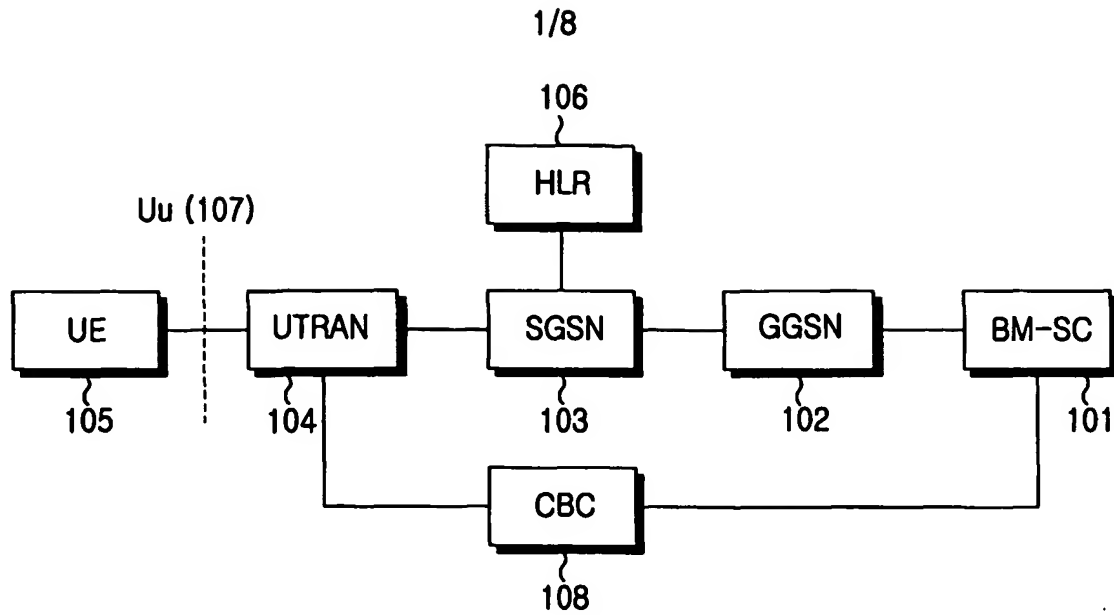 1/8
106
HLR
Uu (107)
UE
UTRAN
SGSN
GGSN
BM-SC
105
104
103
102
101
CBC
108